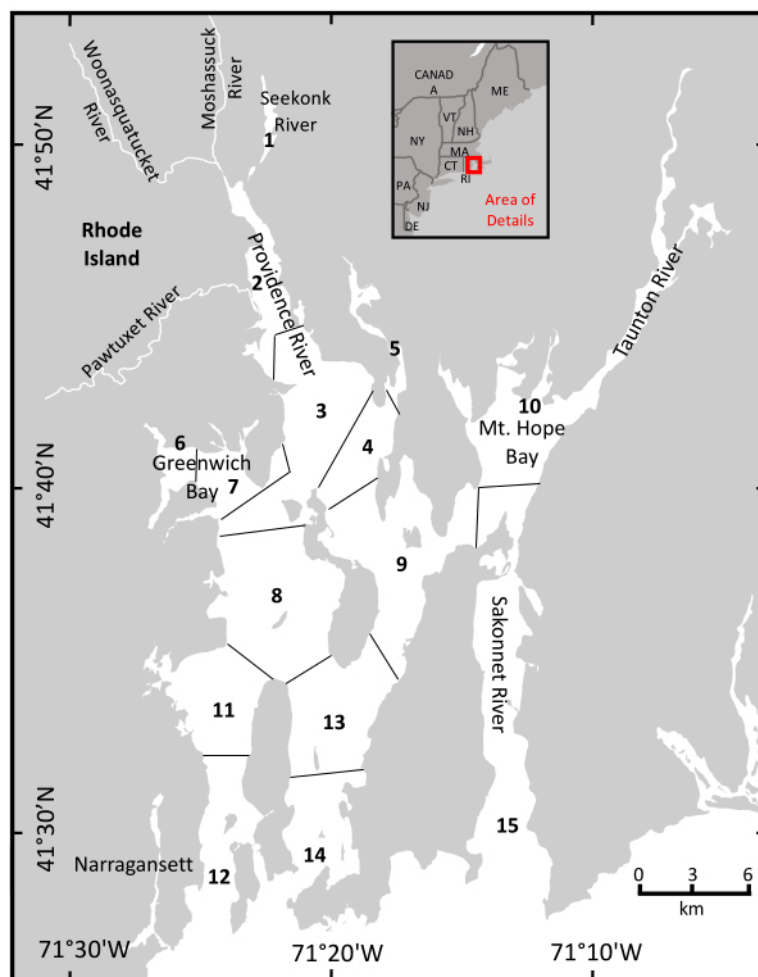 Woonasquatucket
River
Moshassuck
River
Seekonk
River
1
CANAD
A
ME
VT
NH
NY
MA
CT
RI
PA
NJ
DE
Area of
Details
41°50’N
Rhode
Island
2
Providence River
Pawtuxet River
Taunton River
5
3
10
Mt. Hope
Bay
4
6
Greenwich
Bay
7
41°40’N
9
8
Sakonnet River
11
13
41°30’N
15
14
Narragansett
12
0
3
6
km
71°30'W
71°20'W
71°10'W